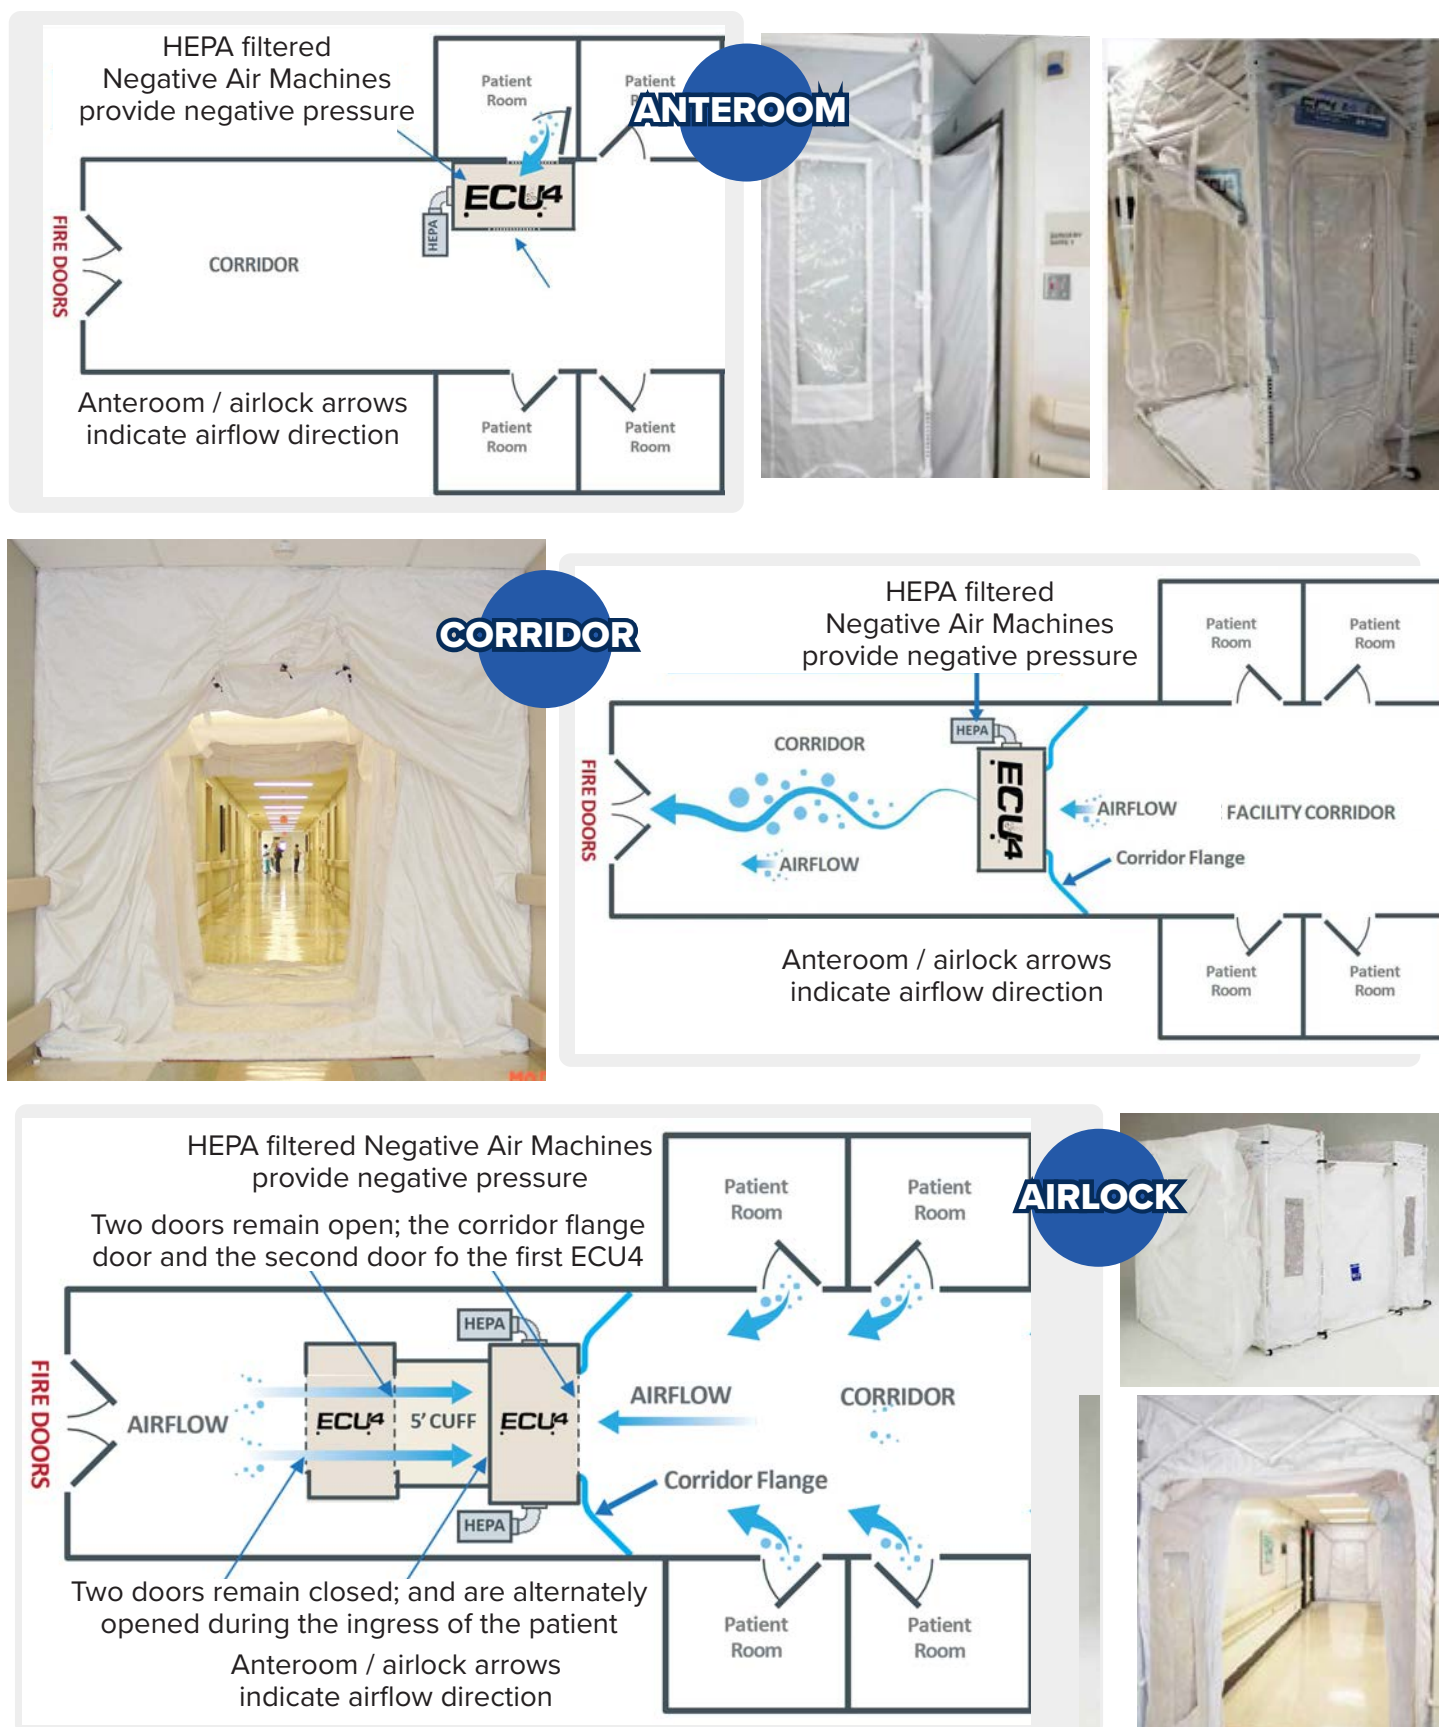 HEPA filtered
Negative Air Machines
provide negative pressure
Patient
Room
Patient
ANTEROOM
ECU4
HEPA
FIRE DOORS
CORRIDOR
Anteroom / airlock arrows
indicate airflow direction
Patient
Room
Patient
Room
CORRIDOR
HEPA filtered
Negative Air Machines
provide negative pressure
Patient
Room
Patient
Room
HEPA
CORRIDOR
FIRE DOORS
ECU4
AIRFLOW
FACILITY CORRIDOR
AIRFLOW
Corridor Flange
Anteroom / airlock arrows
indicate airflow direction
Patient
Room
Patient
Room
HEPA filtered Negative Air Machines
provide negative pressure
Two doors remain open; the corridor flange
door and the second door fo the first ECU4
Patient
Room
Patient
Room
AIRLOCK
HEPA
FIRE DOORS
AIRFLOW
ECU4
5' CUFF
ECU4
AIRFLOW
CORRIDOR
Corridor Flange
HEPA
Two doors remain closed; and are alternately
opened during the ingress of the patient
Anteroom / airlock arrows
indicate airflow direction
Patient
Room
Patient
Room